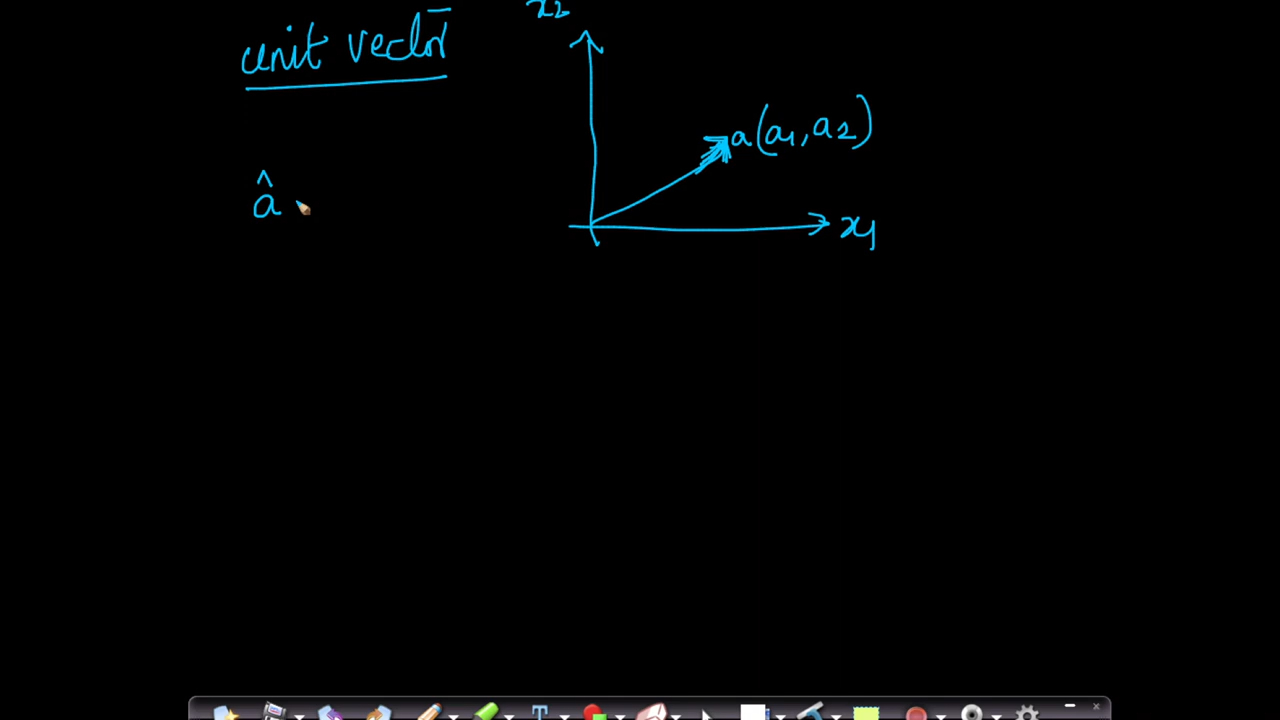 unit vector
x2
a(a1, a2)
â
x1